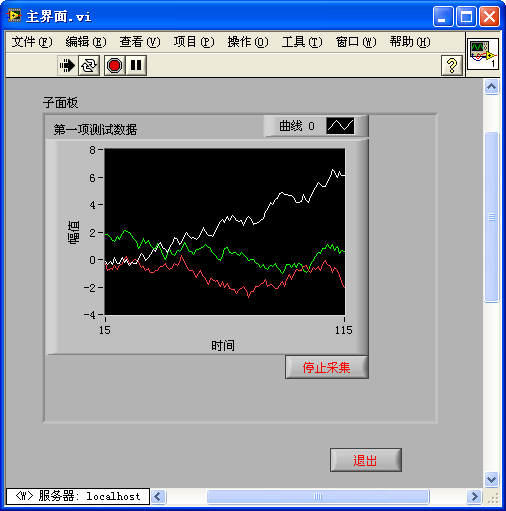 主界面.vi
文件(F) 编辑(E) 查看(V) 项目(P) 操作(O) 工具(T) 窗口(W) 帮助(H)
?
1
子面板
第一项测试数据
曲线 0
8
6
4
2
0
-2
-4
幅值
15
115
时间
停止采集
退出
<W> 服务器: localhost